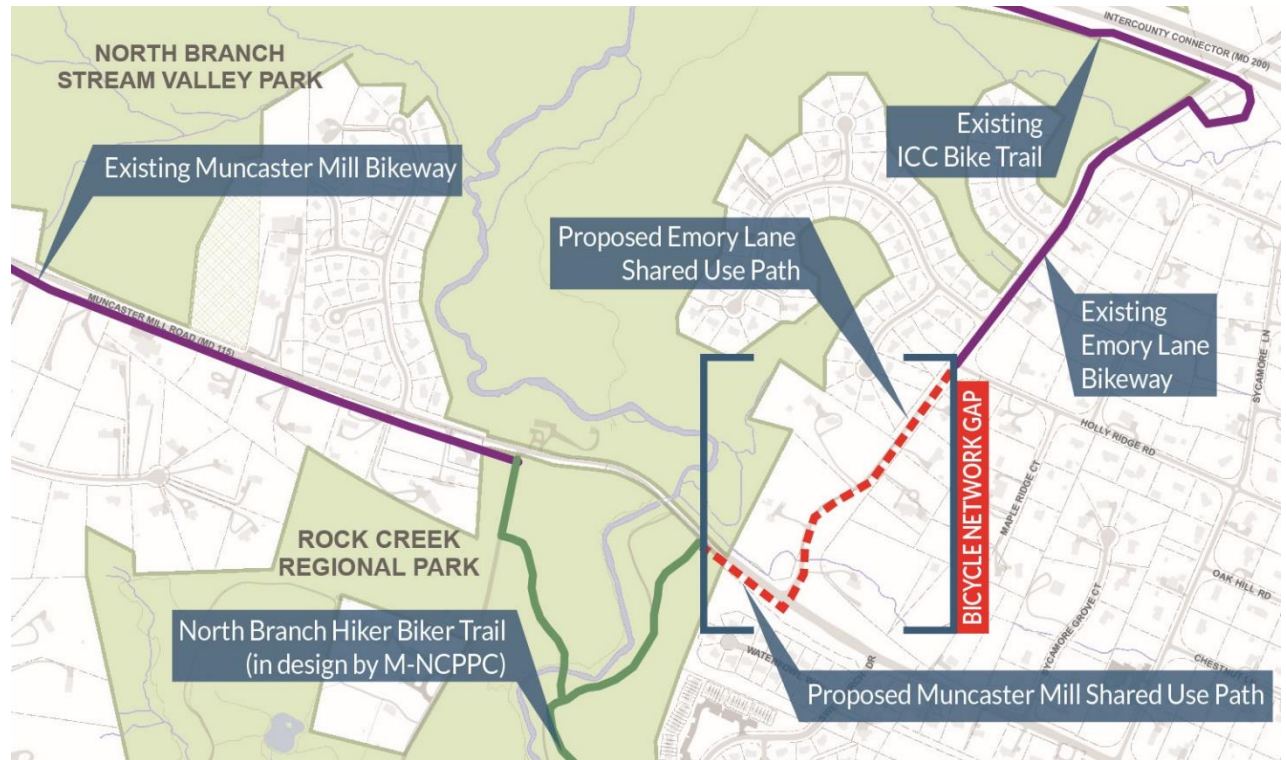 NORTH BRANCH
STREAM VALLEY PARK
INTERCOUNTY CONNECTOR (MD 200)
Existing
ICC Bike Trail
Existing Muncaster Mill Bikeway
Proposed Emory Lane
Shared Use Path
MUNCASTER MILL ROAD (MD 115)
Existing
Emory Lane
Bikeway
SYCAMORE LN
HOLLY RIDGE RD
BICYCLE NETWORK GAP
MAPLE RIDGE CT
ROCK CREEK
REGIONAL PARK
OAK HILL RD
SYCAMORE GROVE CT
North Branch Hiker Biker Trail
(in design by M-NCPPC)
DR
Proposed Muncaster Mill Shared Use Path